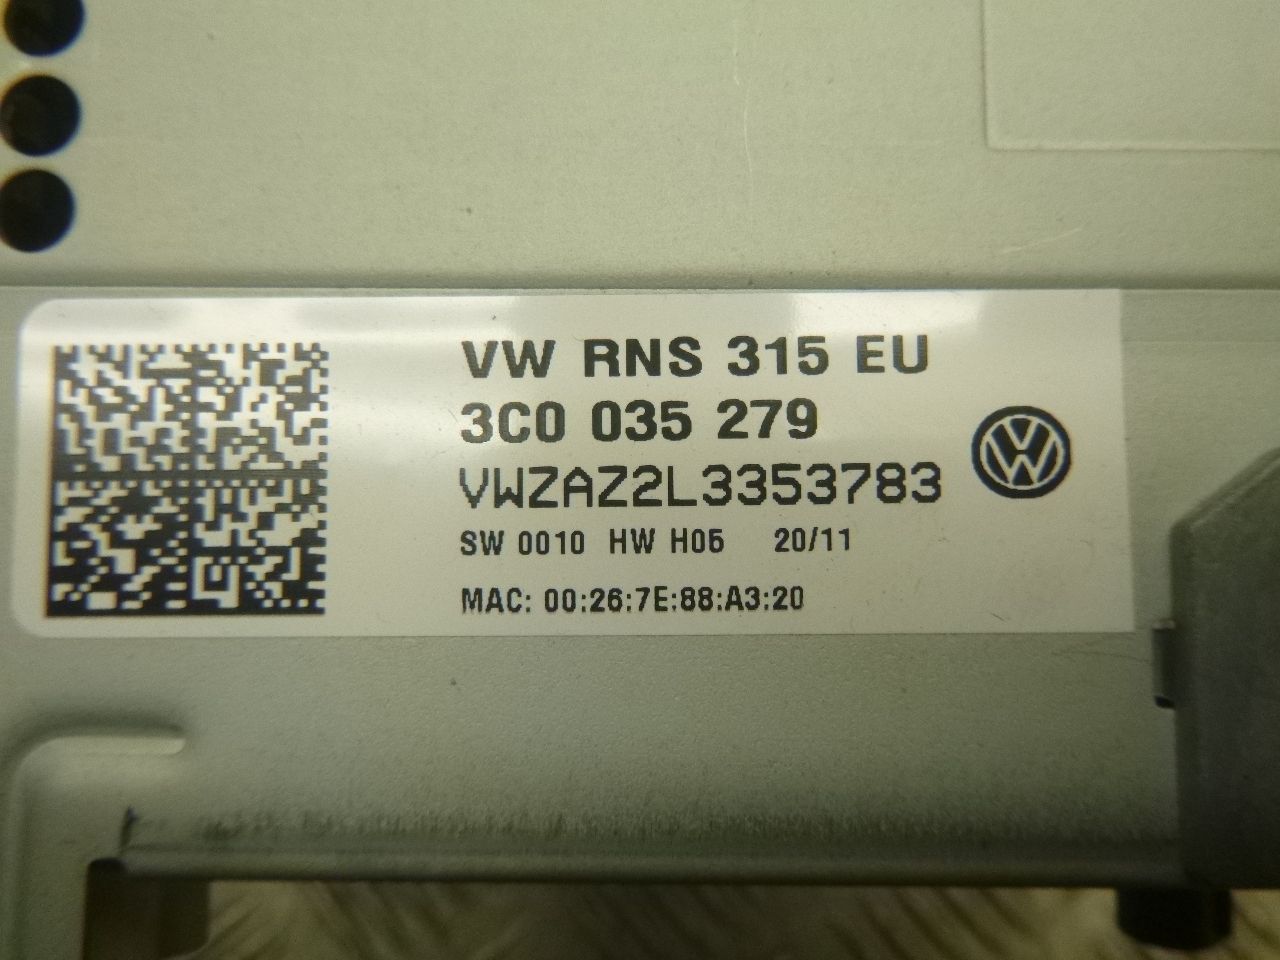 VW RNS 315 EU
3C0 035 279
VWZAZ2L3353783
SW 0010 HW H06 20/11
MAC: 00:26:7E:88:A3:20